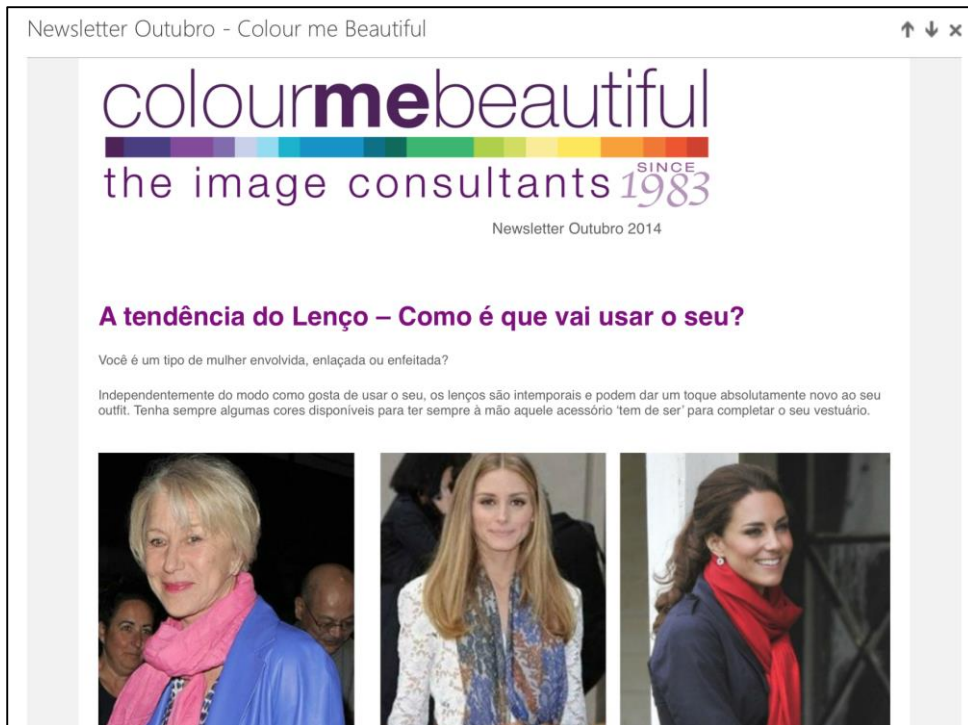 Newsletter Outubro - Colour me Beautiful
colourmebeautiful
the image consultants SINCE 1983
Newsletter Outubro 2014
A tendência do Lenço – Como é que vai usar o seu?
Você é um tipo de mulher envolvida, enlaçada ou enfeitada?
Independentemente do modo como gosta de usar o seu, os lenços são intemporais e podem dar um toque absolutamente novo ao seu
outfit. Tenha sempre algumas cores disponíveis para ter sempre à mão aquele acessório ‘tem de ser’ para completar o seu vestuário.